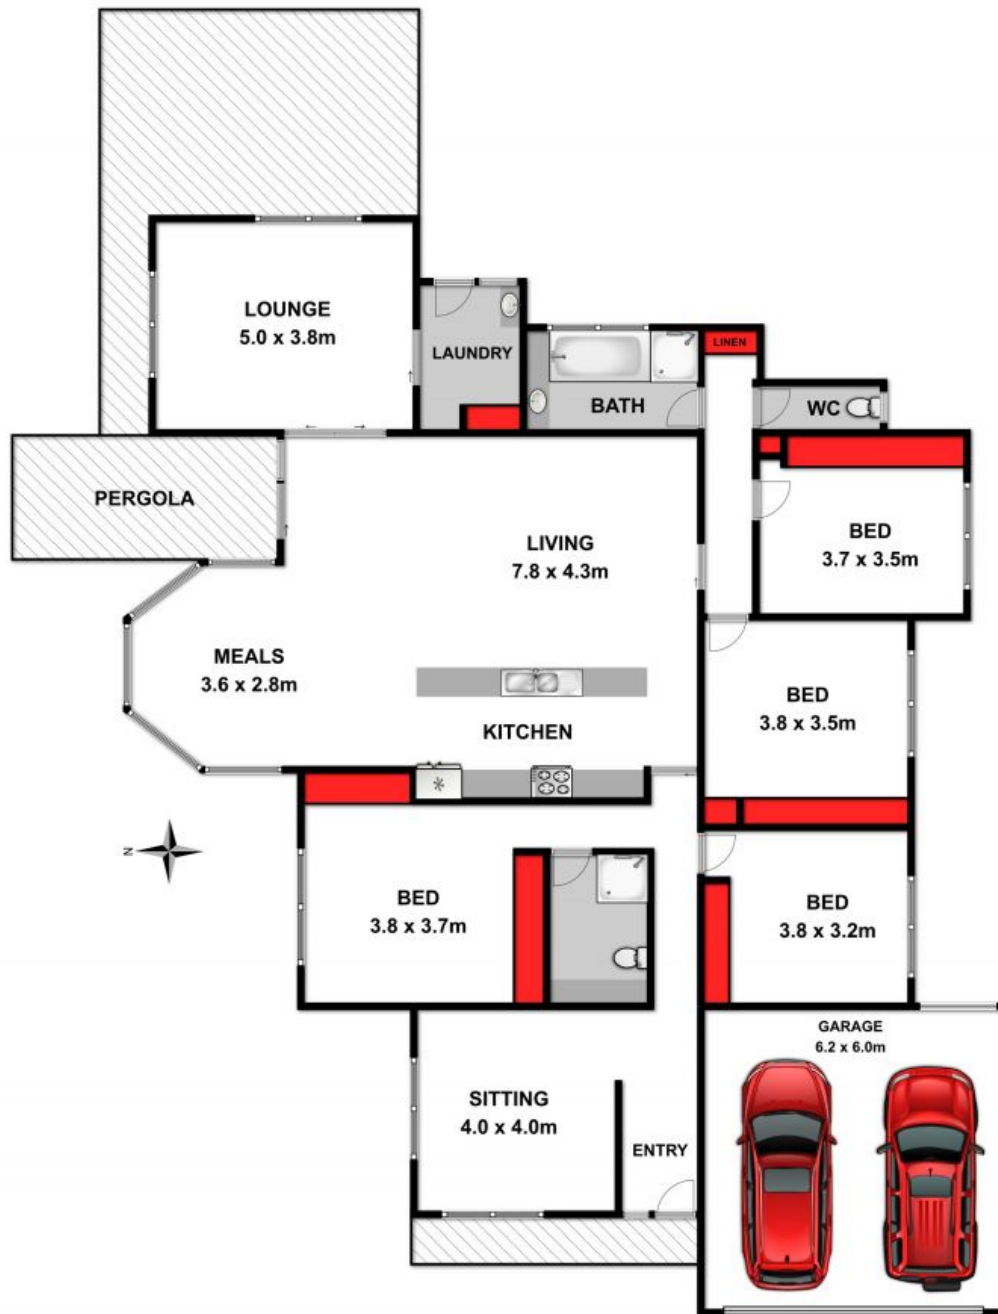 LOUNGE
5.0 x 3.8m
LAUNDRY
LINEN
BATH
WC
PERGOLA
LIVING
7.8 x 4.3m
BED
3.7 x 3.5m
MEALS
3.6 x 2.8m
BED
3.8 x 3.5m
KITCHEN
N
BED
3.8 x 3.7m
BED
3.8 x 3.2m
GARAGE
6.2 x 6.0m
SITTING
4.0 x 4.0m
ENTRY